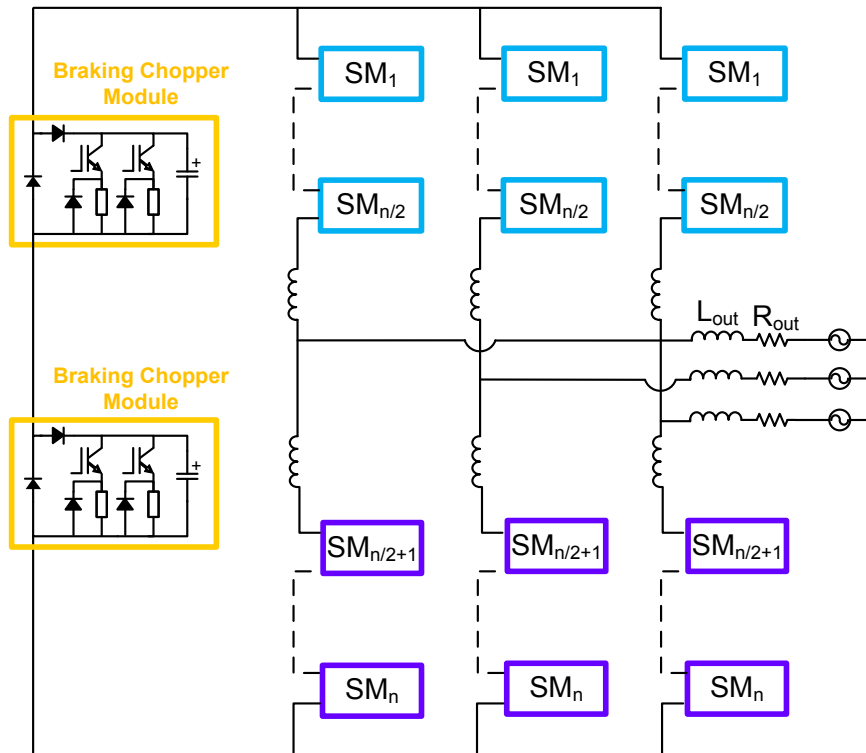 Braking Chopper
Module
SM₁ SM₁ SM₁
+
SMₙ/₂ SMₙ/₂ SMₙ/₂
Lout Rout
Braking Chopper
Module
+
SMₙ/₂₊₁ SMₙ/₂₊₁ SMₙ/₂₊₁
SMₙ SMₙ SMₙ